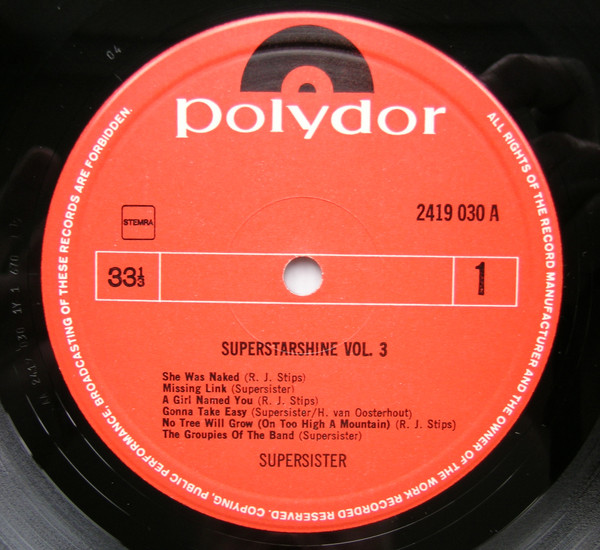 polydor
STEMRA
2419 030 A
33⅓
1
SUPERSTARSHINE VOL. 3
She Was Naked (R. J. Stips)
Missing Link (Supersister)
A Girl Named You (R. J. Stips)
Gonna Take Easy (Supersister/H. van Oosterhout)
No Tree Will Grow (On Too High A Mountain) (R. J. Stips)
The Groupies Of The Band (Supersister)
SUPERSISTER
ALL RIGHTS OF THE RECORD MANUFACTURER AND THE OWNER OF THE WORK RECORDED RESERVED. COPYING, PUBLIC PERFORMANCE, BROADCASTING OF THESE RECORDS ARE FORBIDDEN.
04